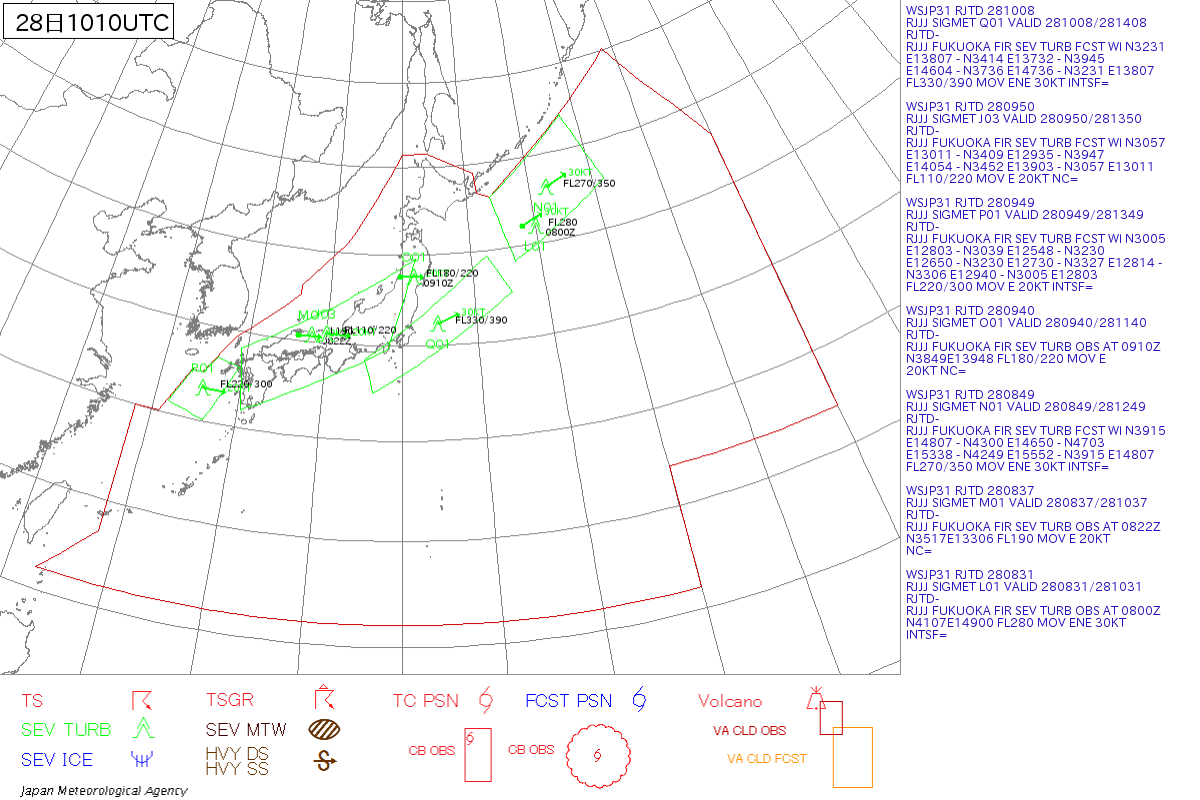 28日1010UTC
30KT
FL270/350
N01
30KT
FL280
0800Z
L01
O01
FL180/220
0910Z
30KT
FL330/390
Q01
FL110/220
FL220/300
WSJP31 RJTD 281008
RJJJ SIGMET Q01 VALID 281008/281408
RJTD-
RJJJ FUKUOKA FIR SEV TURB FCST WI N3231
E13807 - N3414 E13732 - N3945
E14604 - N3736 E14736 - N3231 E13807
FL330/390 MOV ENE 30KT INTSF=
WSJP31 RJTD 280950
RJJJ SIGMET J03 VALID 280950/281350
RJTD-
RJJJ FUKUOKA FIR SEV TURB FCST WI N3057
E13011 - N3409 E12935 - N3947
E14054 - N3452 E13903 - N3057 E13011
FL110/220 MOV E 20KT NC=
WSJP31 RJTD 280949
RJJJ SIGMET P01 VALID 280949/281349
RJTD-
RJJJ FUKUOKA FIR SEV TURB FCST WI N3005
E12803 - N3039 E12548 - N3230
E12650 - N3230 E12730 - N3327 E12814 -
N3306 E12940 - N3005 E12803
FL220/300 MOV E 20KT INTSF=
WSJP31 RJTD 280940
RJJJ SIGMET O01 VALID 280940/281140
RJTD-
RJJJ FUKUOKA FIR SEV TURB OBS AT 0910Z
N3849E13948 FL180/220 MOV E
20KT NC=
WSJP31 RJTD 280849
RJJJ SIGMET N01 VALID 280849/281249
RJTD-
RJJJ FUKUOKA FIR SEV TURB FCST WI N3915
E14807 - N4300 E14650 - N4703
E15338 - N4249 E15552 - N3915 E14807
FL270/350 MOV ENE 30KT INTSF=
WSJP31 RJTD 280837
RJJJ SIGMET M01 VALID 280837/281037
RJTD-
RJJJ FUKUOKA FIR SEV TURB OBS AT 0822Z
N3517E13306 FL190 MOV E 20KT
NC=
WSJP31 RJTD 280831
RJJJ SIGMET L01 VALID 280831/281031
RJTD-
RJJJ FUKUOKA FIR SEV TURB OBS AT 0800Z
N4107E14900 FL280 MOV ENE 30KT
INTSF=
TS
TSGR
TC PSN
FCST PSN
Volcano
SEV TURB
SEV MTW
CB OBS
CB OBS
VA CLD OBS
SEV ICE
HVY DS
HVY SS
VA CLD FCST
Japan Meteorological Agency